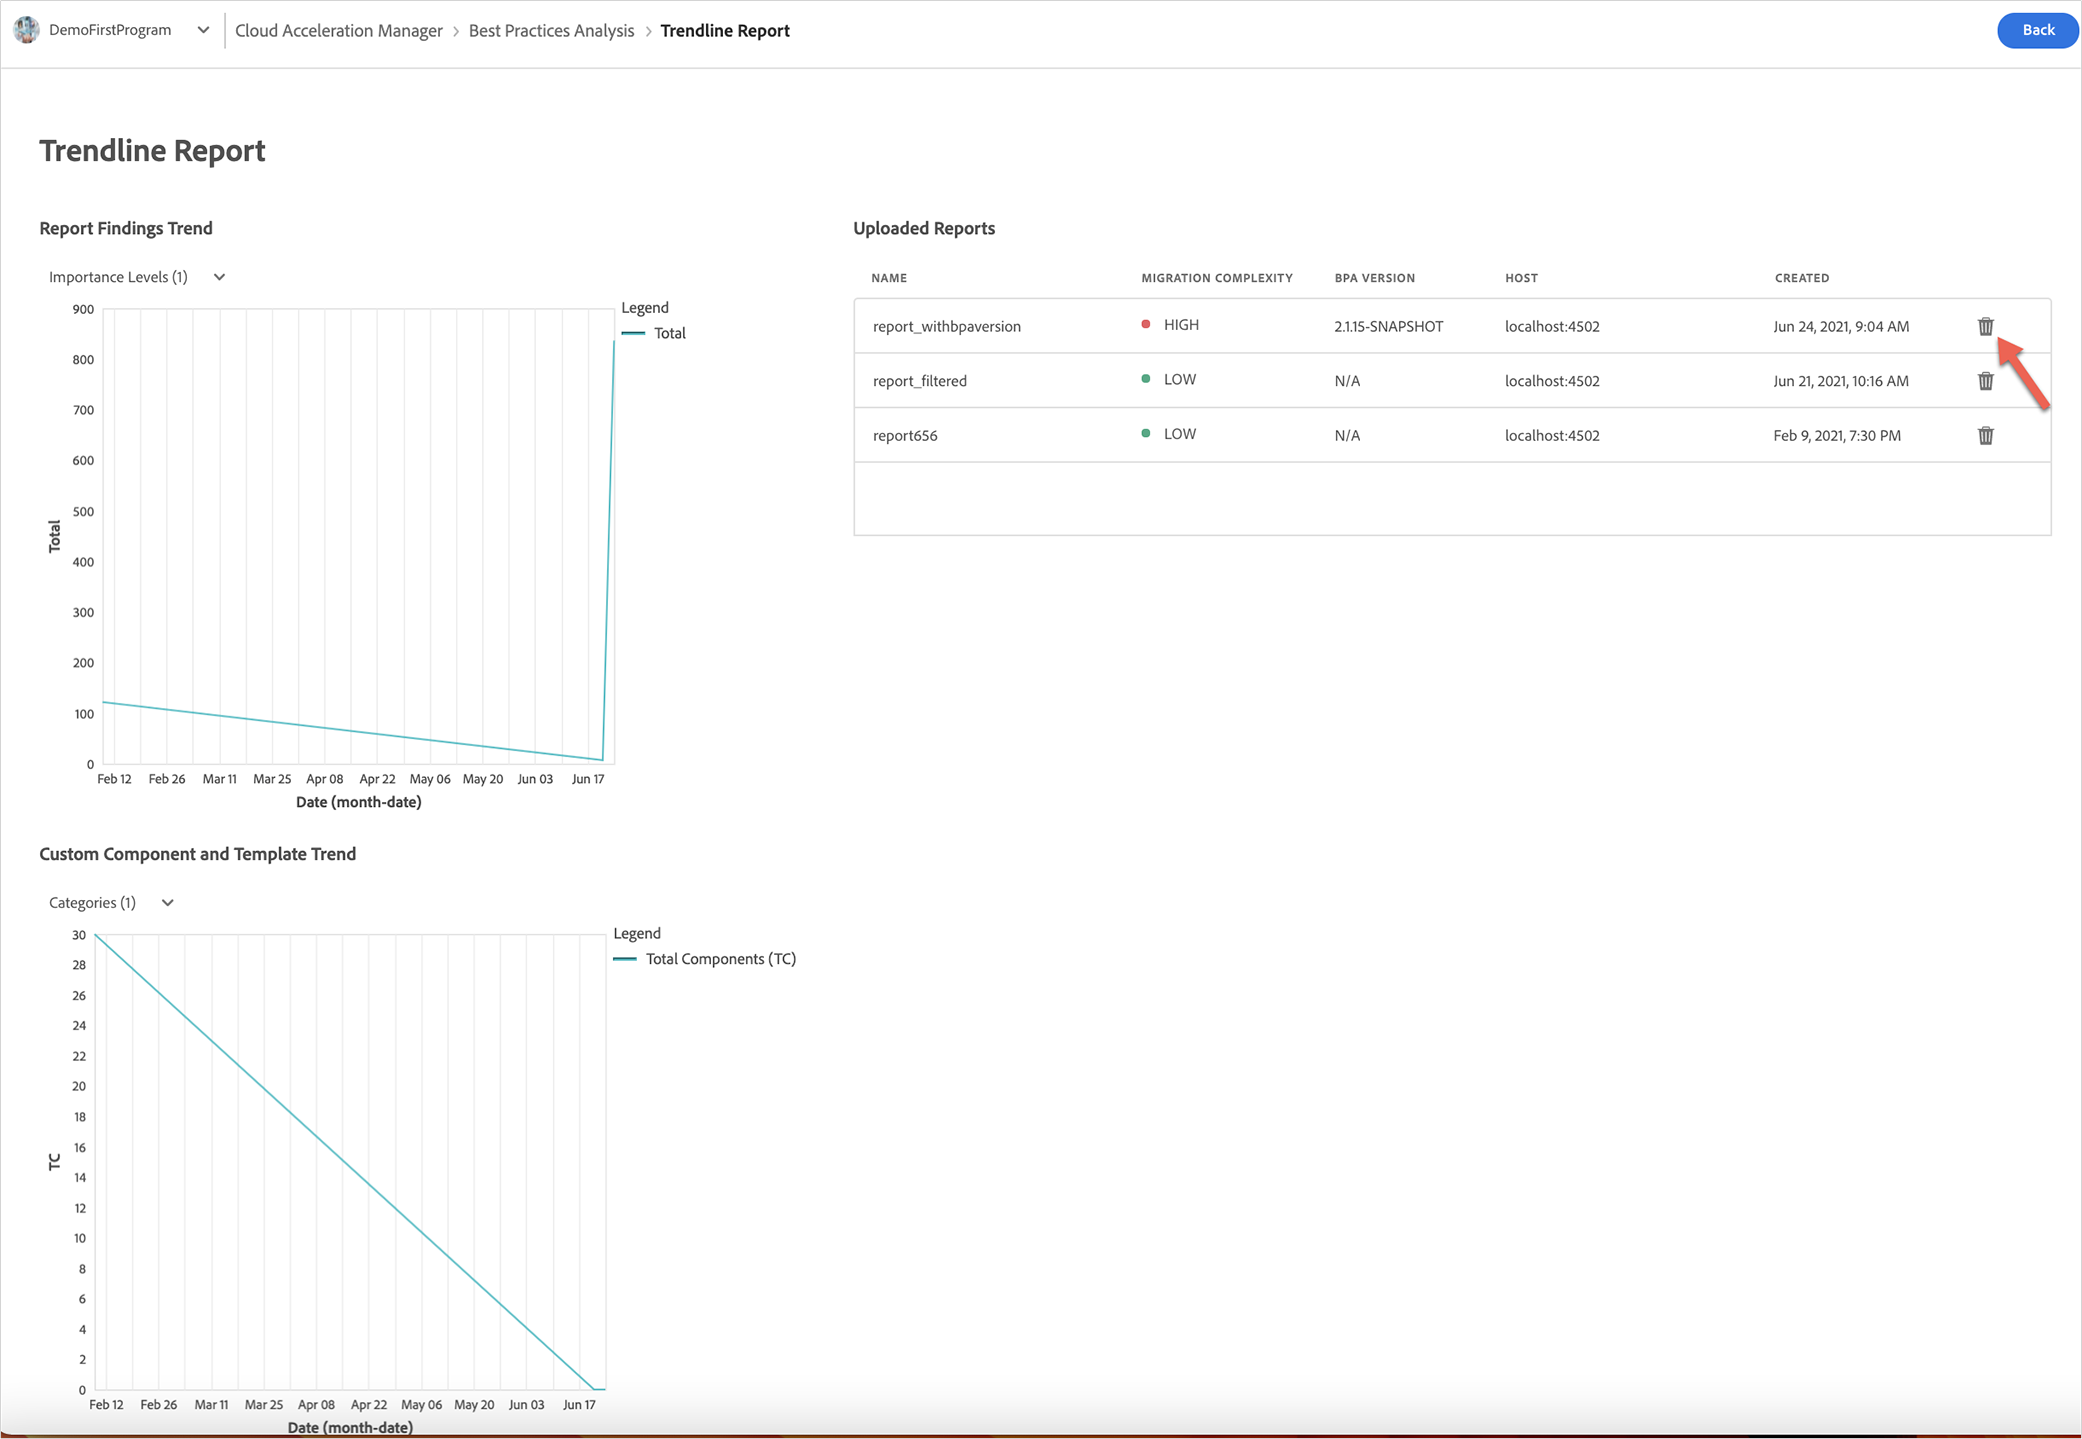 DemoFirstProgram
Cloud Acceleration Manager > Best Practices Analysis > Trendline Report
Back
Trendline Report
Report Findings Trend
Importance Levels (1)
900
800
700
600
500
400
300
200
100
0
Total
Feb 12 Feb 26 Mar 11 Mar 25 Apr 08 Apr 22 May 06 May 20 Jun 03 Jun 17
Date (month-date)
Legend
Total
Uploaded Reports
NAME MIGRATION COMPLEXITY BPA VERSION HOST CREATED
report_withbpaversion HIGH 2.1.15-SNAPSHOT localhost:4502 Jun 24, 2021, 9:04 AM
report_filtered LOW N/A localhost:4502 Jun 21, 2021, 10:16 AM
report656 LOW N/A localhost:4502 Feb 9, 2021, 7:30 PM
Custom Component and Template Trend
Categories (1)
30
28
26
24
22
20
18
16
14
12
10
8
6
4
2
0
TC
Feb 12 Feb 26 Mar 11 Mar 25 Apr 08 Apr 22 May 06 May 20 Jun 03 Jun 17
Date (month-date)
Legend
Total Components (TC)